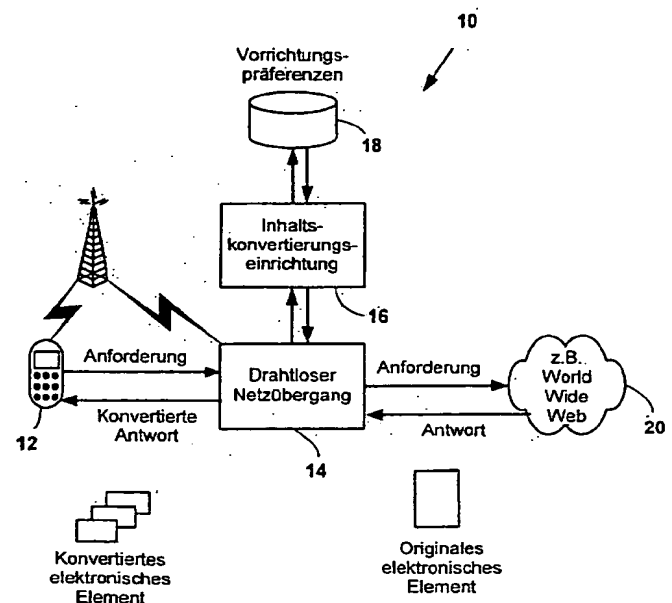 10
Vorrichtungs-
präferenzen
18
Inhalts-
konvertierungs-
einrichtung
16
Anforderung
Konvertierte
Antwort
12
Drahtloser
Netzübergang
14
Anforderung
Antwort
z.B.
World
Wide
Web
20
Konvertiertes
elektronisches
Element
Originales
elektronisches
Element